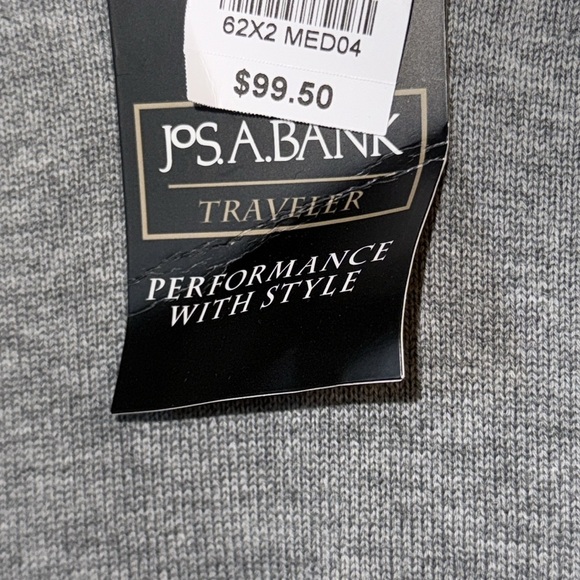 62X2 MED04
$99.50
JOS.A.BANK
TRAVELER
PERFORMANCE
WITH STYLE